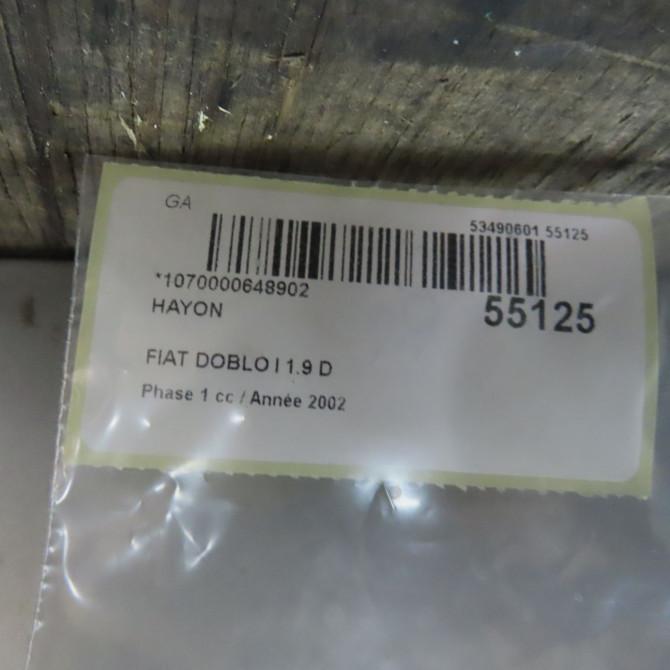 GA
53490601 55125
*1070000648902
55125
HAYON
FIAT DOBLO I 1.9 D
Phase 1 cc / Année 2002